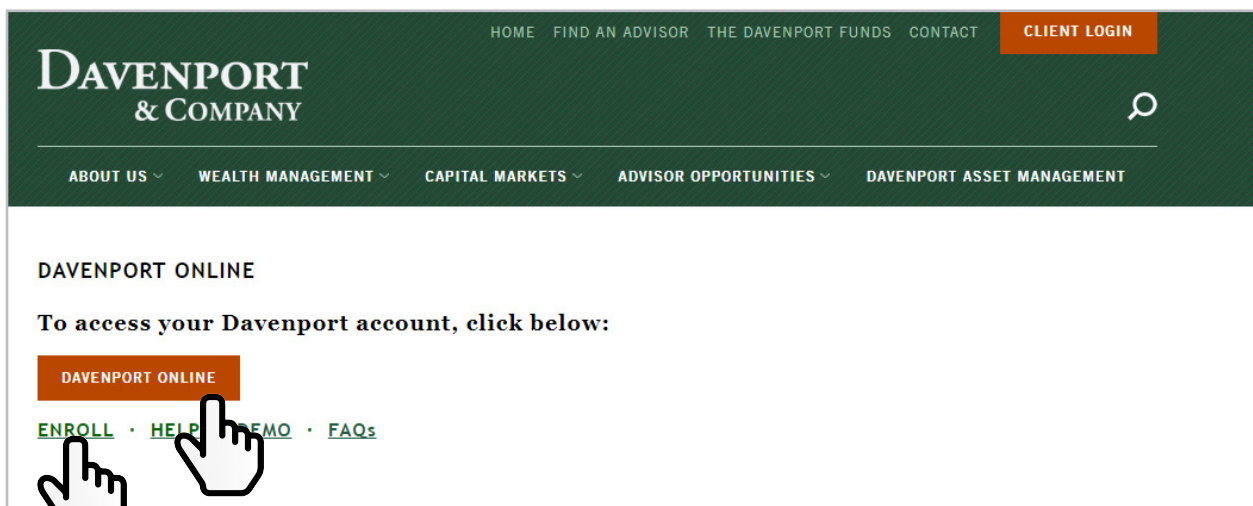 HOME FIND AN ADVISOR THE DAVENPORT FUNDS CONTACT CLIENT LOGIN
DAVENPORT
& COMPANY
ABOUT US WEALTH MANAGEMENT CAPITAL MARKETS ADVISOR OPPORTUNITIES DAVENPORT ASSET MANAGEMENT
DAVENPORT ONLINE
To access your Davenport account, click below:
DAVENPORT ONLINE
ENROLL · HELP DEMO · FAQs